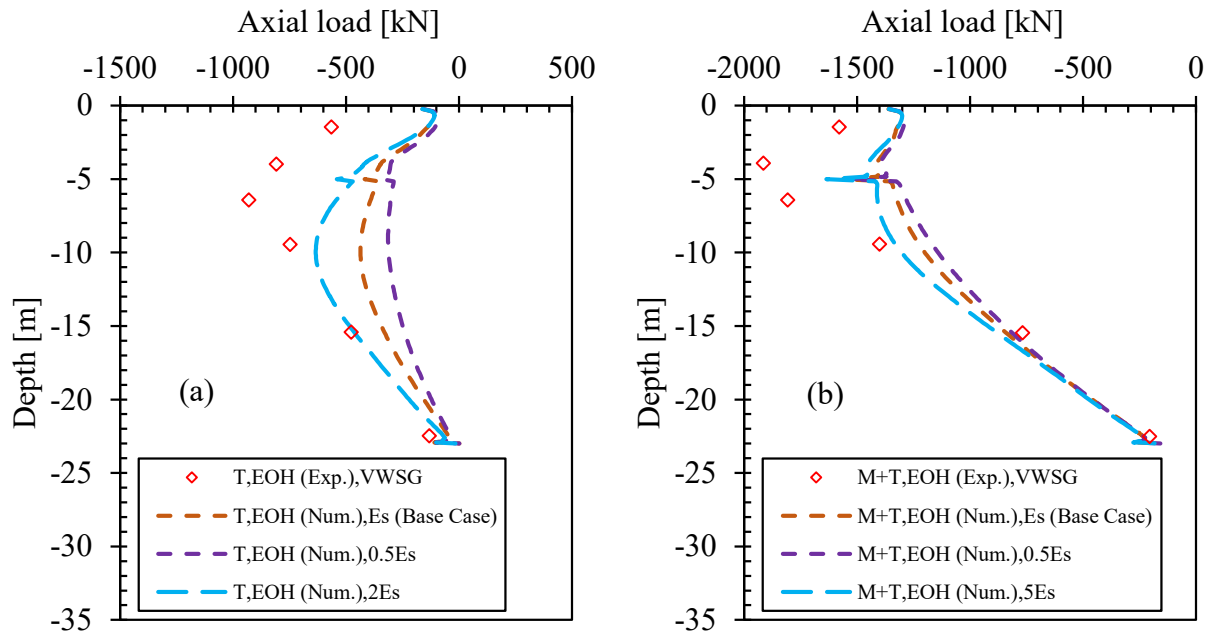 Axial load [kN]
-1500 -1000 -500 0 500
0
-5
-10
-15
-20
-25
-30
-35
Depth [m]
(a)
T,EOH (Exp.),VWSG
T,EOH (Num.),Es (Base Case)
T,EOH (Num.),0.5Es
T,EOH (Num.),2Es
Axial load [kN]
-2000 -1500 -1000 -500 0
0
-5
-10
-15
-20
-25
-30
-35
Depth [m]
(b)
M+T,EOH (Exp.),VWSG
M+T,EOH (Num.),Es (Base Case)
M+T,EOH (Num.),0.5Es
M+T,EOH (Num.),5Es